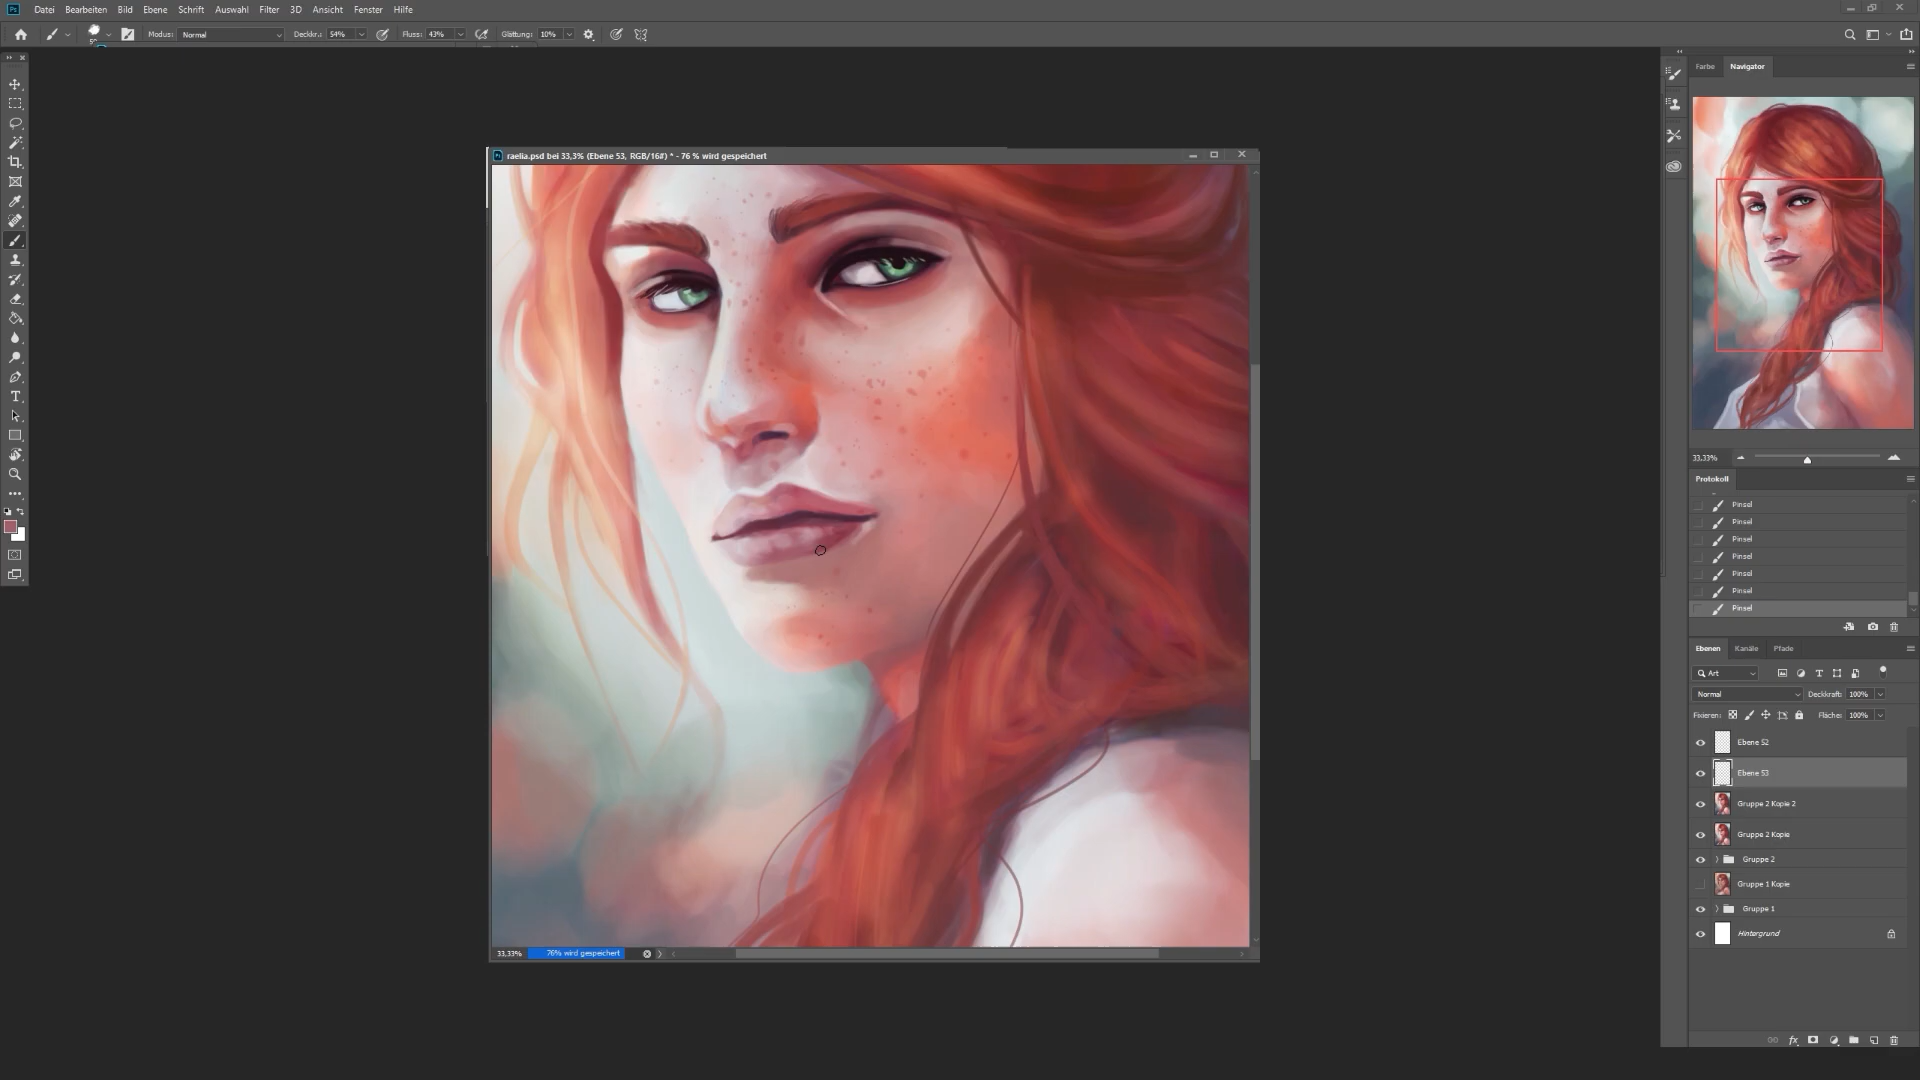 Ps Datei Bearbeiten Bild Ebene Schrift Auswahl Filter 3D Ansicht Fenster Hilfe
Modus: Normal Deckkr.: 54% Fluss: 43% Glättung: 10%
Farbe Navigator
raelia.psd bei 33,3% (Ebene 53, RGB/16#) * - 76 % wird gespeichert
33,33%
Protokoll
Pinsel
Pinsel
Pinsel
Pinsel
Pinsel
Pinsel
Pinsel
Ebenen Kanäle Pfade
Art
Normal Deckkraft: 100%
Fixieren: Fläche: 100%
Ebene 52
Ebene 53
Gruppe 2 Kopie 2
Gruppe 2 Kopie
Gruppe 2
Gruppe 1 Kopie
Gruppe 1
Hintergrund
33,33% 76% wird gespeichert